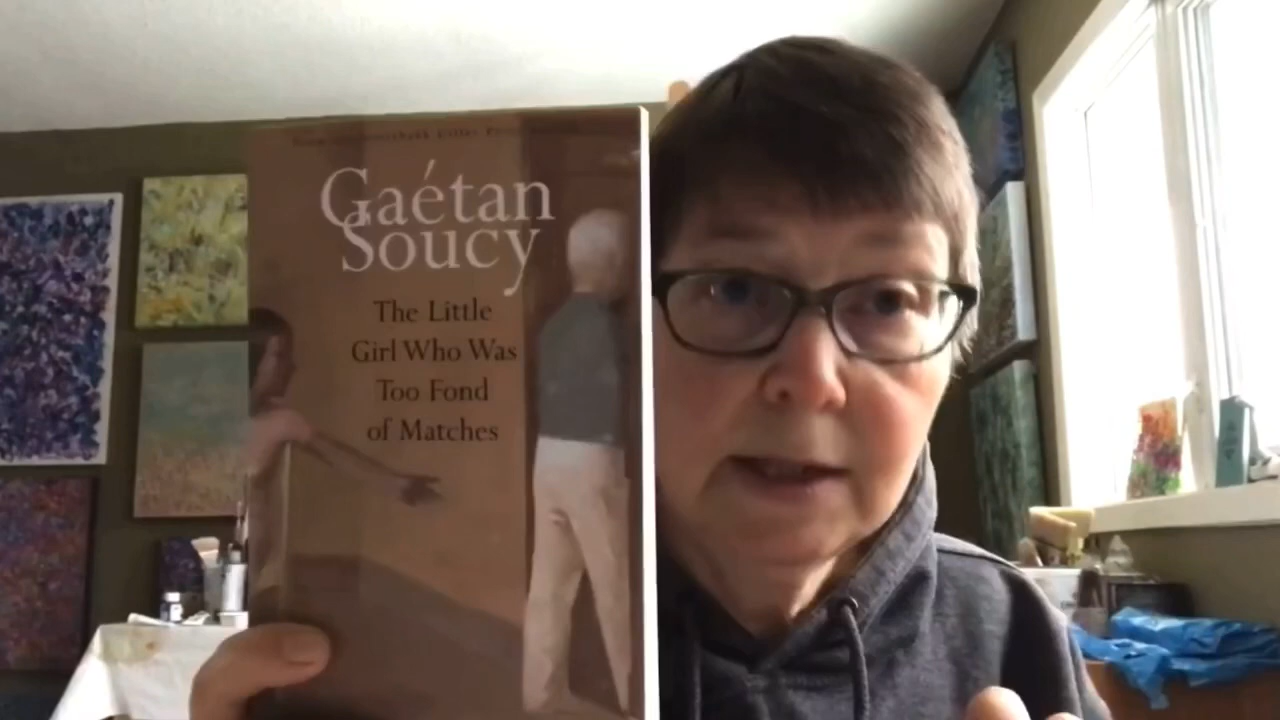 Gaétan
Soucy
The Little
Girl Who Was
Too Fond
of Matches